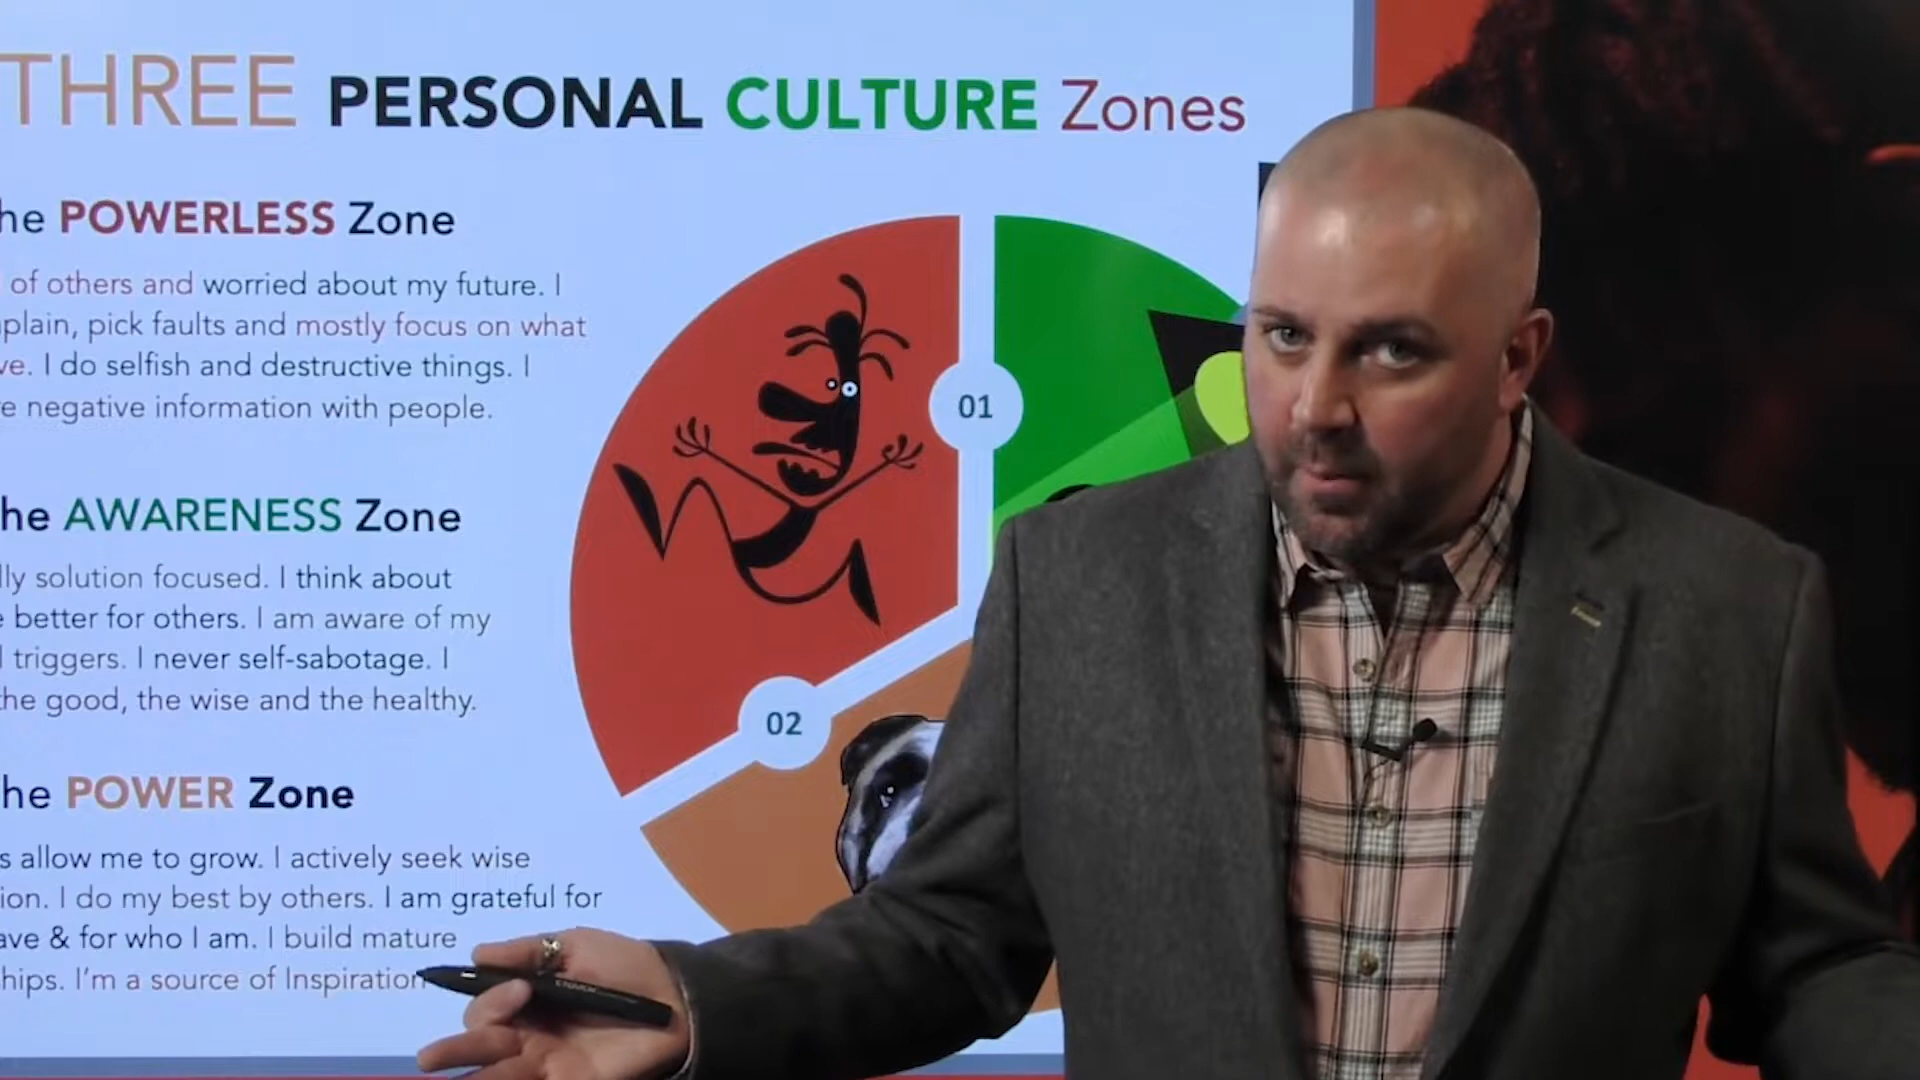 THREE PERSONAL CULTURE Zones
he POWERLESS Zone
of others and worried about my future. I
plain, pick faults and mostly focus on what
ve. I do selfish and destructive things. I
e negative information with people.
he AWARENESS Zone
lly solution focused. I think about
e better for others. I am aware of my
triggers. I never self-sabotage. I
the good, the wise and the healthy.
he POWER Zone
s allow me to grow. I actively seek wise
ion. I do my best by others. I am grateful for
ave & for who I am. I build mature
hips. I'm a source of Inspiration
01
02